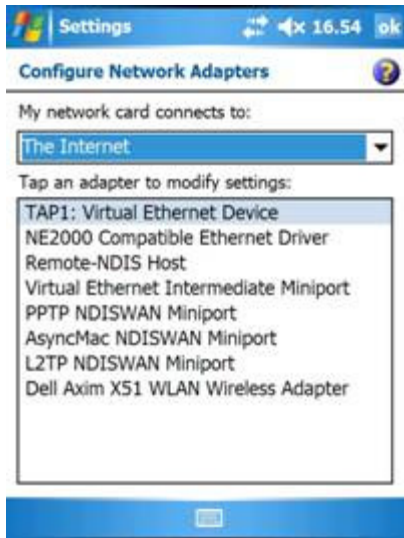 Settings 16.54 ok
Configure Network Adapters
My network card connects to:
The Internet
Tap an adapter to modify settings:
TAP1: Virtual Ethernet Device
NE2000 Compatible Ethernet Driver
Remote-NDIS Host
Virtual Ethernet Intermediate Miniport
PPTP NDISWAN Miniport
AsyncMac NDISWAN Miniport
L2TP NDISWAN Miniport
Dell Axim X51 WLAN Wireless Adapter